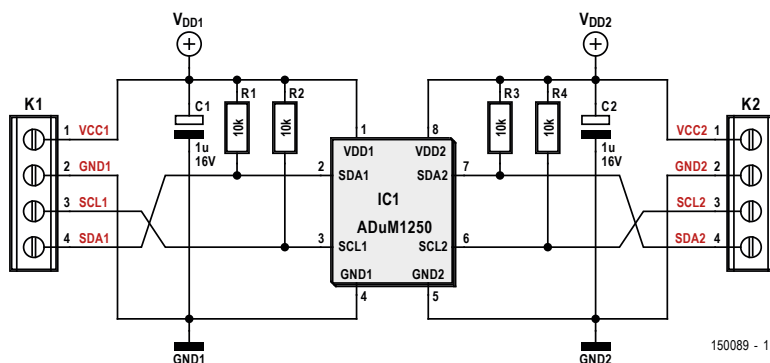 VDD1
VDD2
K1
R1
R2
C1
10k
10k
1u
16V
R3
R4
C2
10k
10k
1u
16V
K2
1 VCC1
2 GND1
3 SCL1
4 SDA1
1
8
VDD1
VDD2
2
SDA1
SDA2
7
IC1
ADuM1250
3
SCL1
SCL2
6
GND1
GND2
4
5
VCC2 1
GND2 2
SCL2 3
SDA2 4
GND1
GND2
150089 - 1